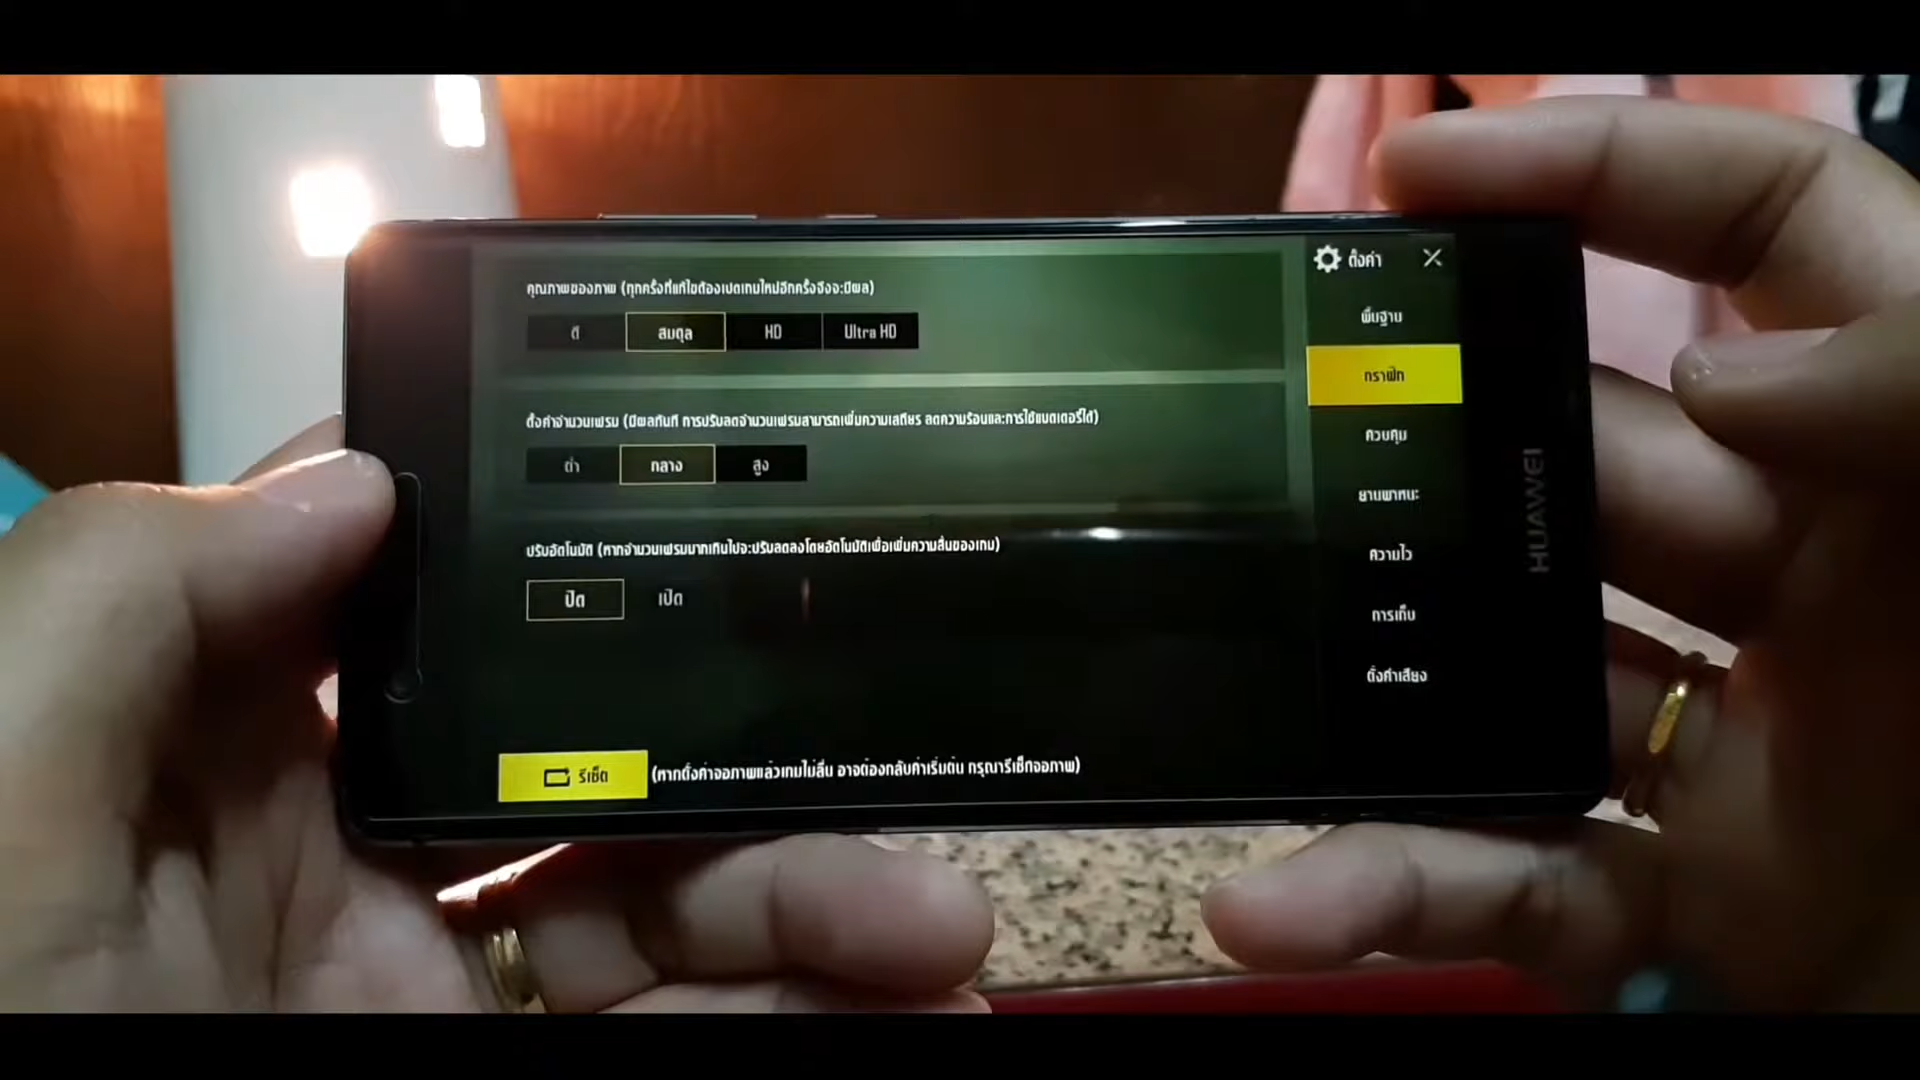 คุณภาพของภาพ (ทุกครั้งที่แก้ไขต้องเปิดเกมใหม่อีกครั้งจึงจะมีผล)
ดี สมดุล HD Ultra HD
ตั้งค่าจำนวนเฟรม (มีผลทันที การปรับลดจำนวนเฟรมสามารถเพิ่มความเสถียร ลดความร้อนและการใช้แบตเตอรี่ได้)
ต่ำ กลาง สูง
ปรับอัตโนมัติ (หากจำนวนเฟรมมากเกินไปจะปรับลดลงโดยอัตโนมัติเพื่อเพิ่มความลื่นของเกม)
ปิด เปิด
รีเซ็ต (หากตั้งค่าจอภาพแล้วเกมไม่ลื่น อาจต้องกลับค่าเริ่มต้น กรุณารีเซ็ทจอภาพ)
ตั้งค่า
พื้นฐาน
กราฟิก
ควบคุม
ยานพาหนะ
ความไว
การเก็บ
ตั้งค่าเสียง
HUAWEI